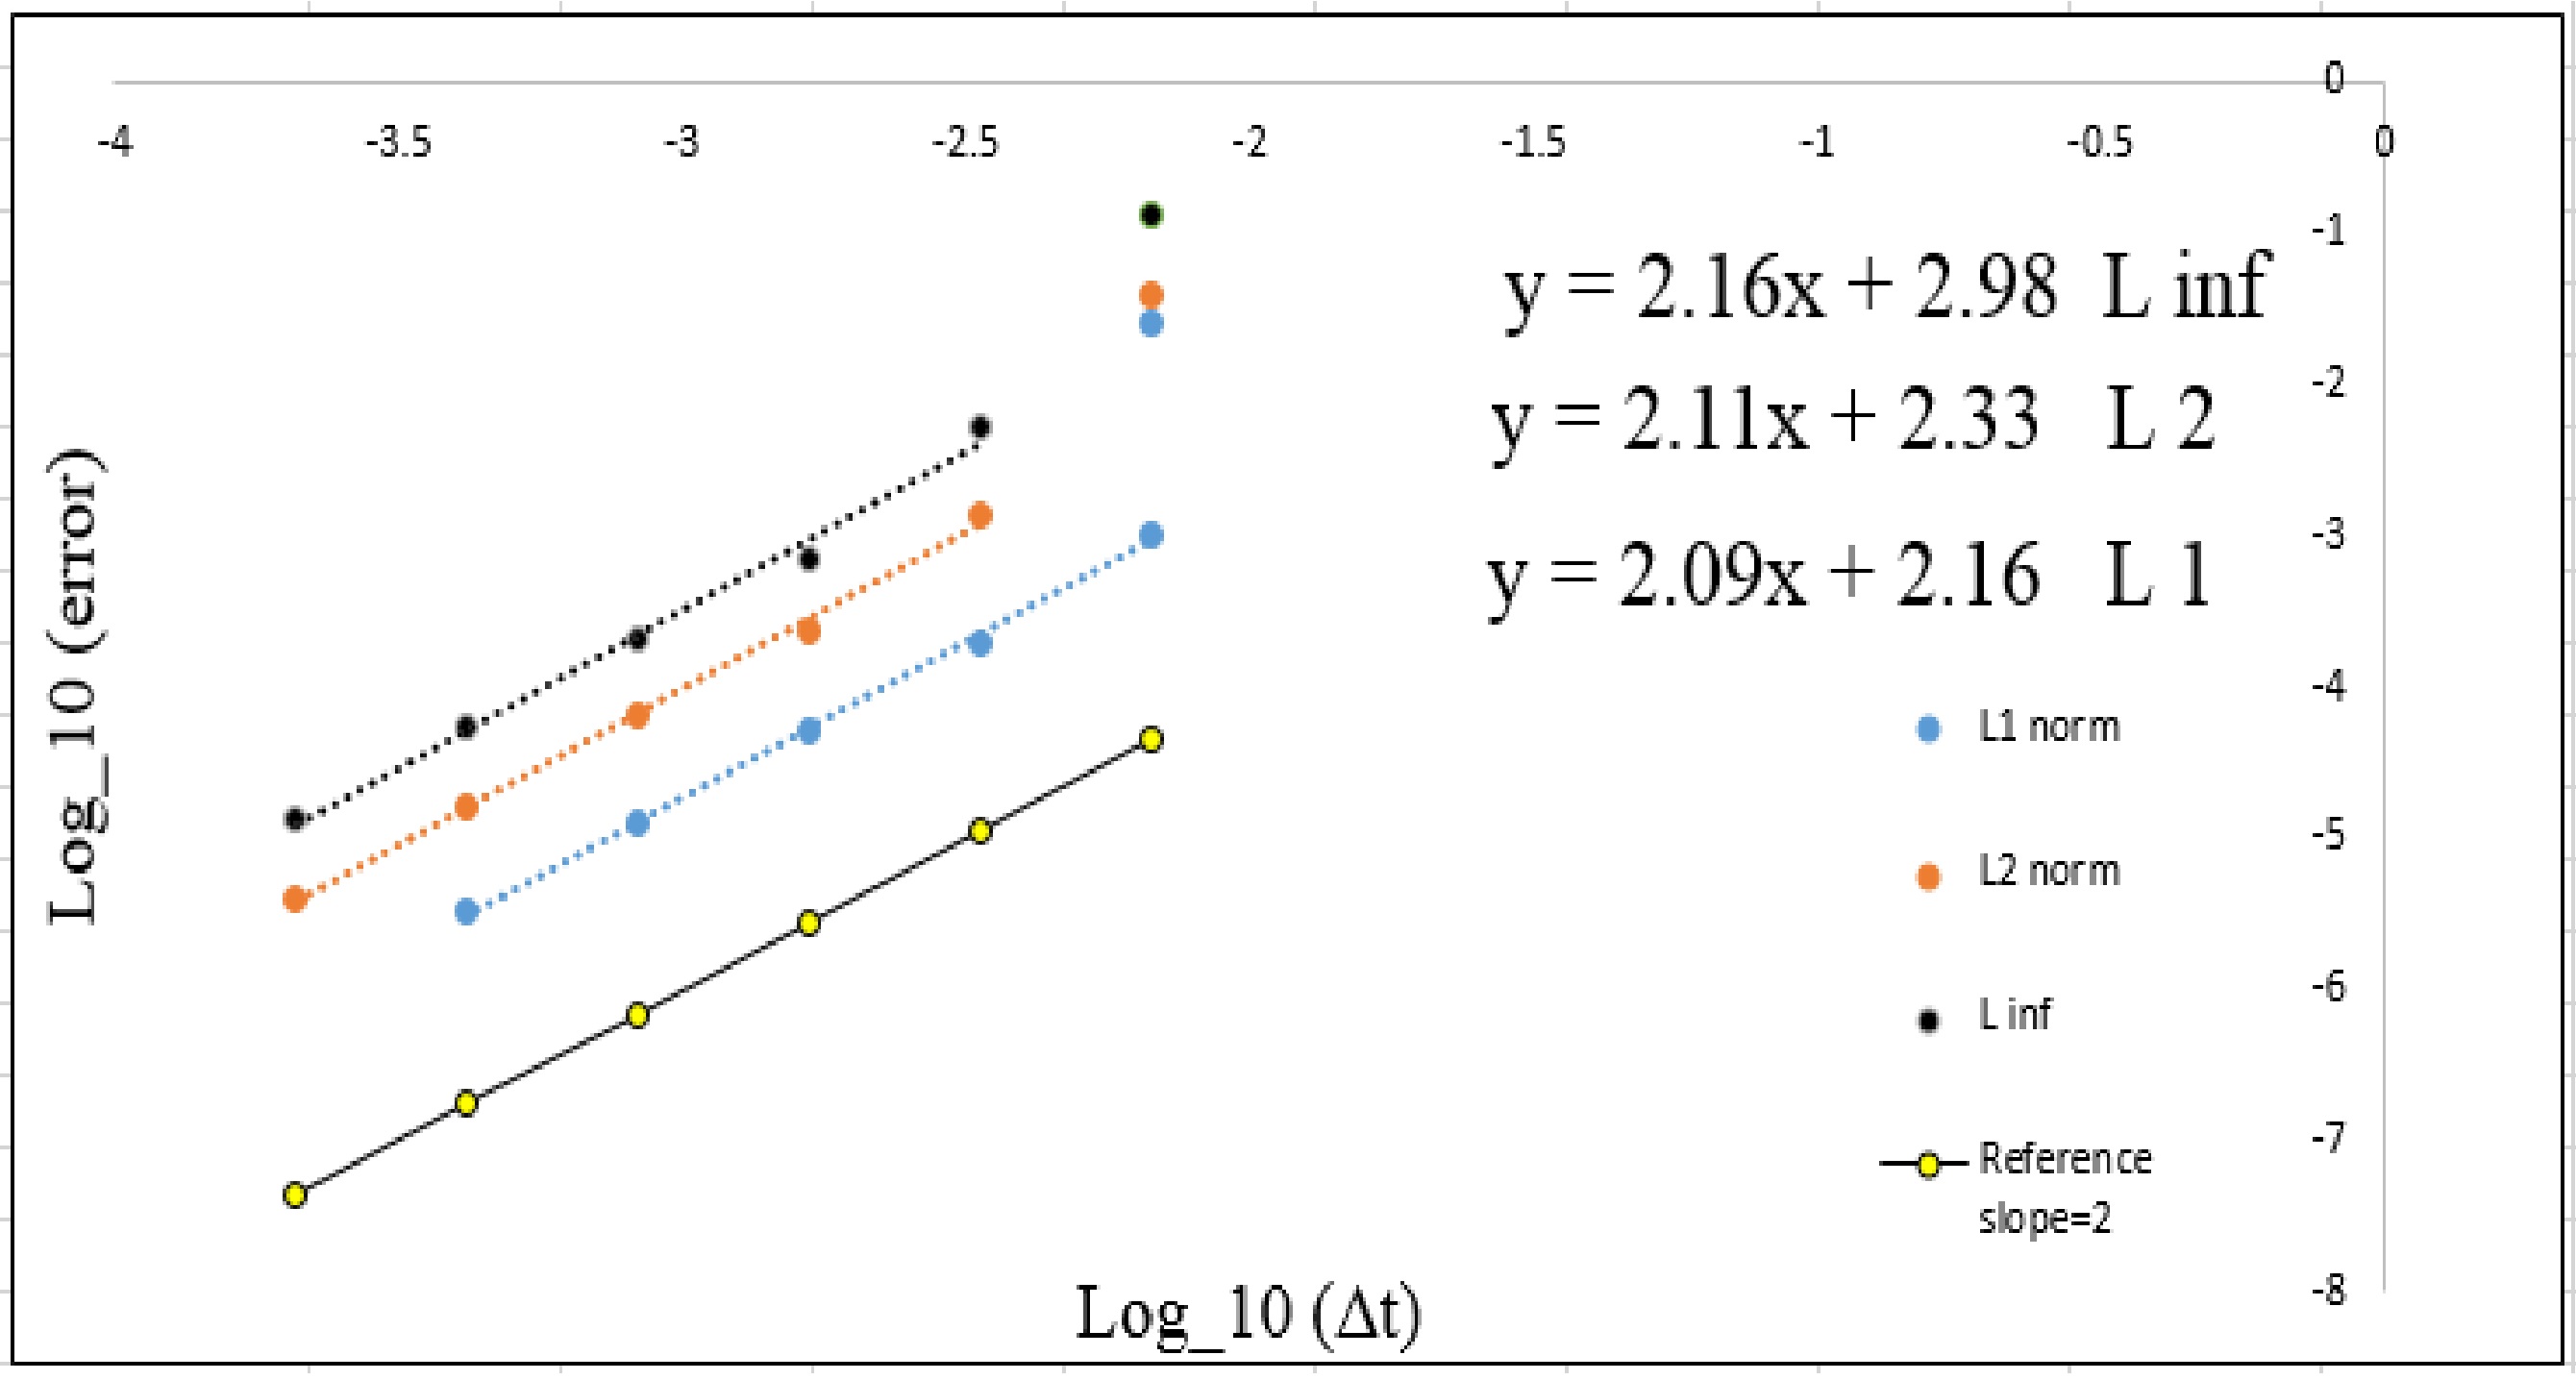 0
-4 -3.5 -3 -2.5 -2 -1.5 -1 -0.5 0
-1
y = 2.16x + 2.98 L inf
-2
y = 2.11x + 2.33 L 2
-3
y = 2.09x + 2.16 L 1
Log_10 (error)
-4
L1 norm
-5
L2 norm
-6
L inf
-7
Reference
slope=2
-8
Log_10 (Δt)